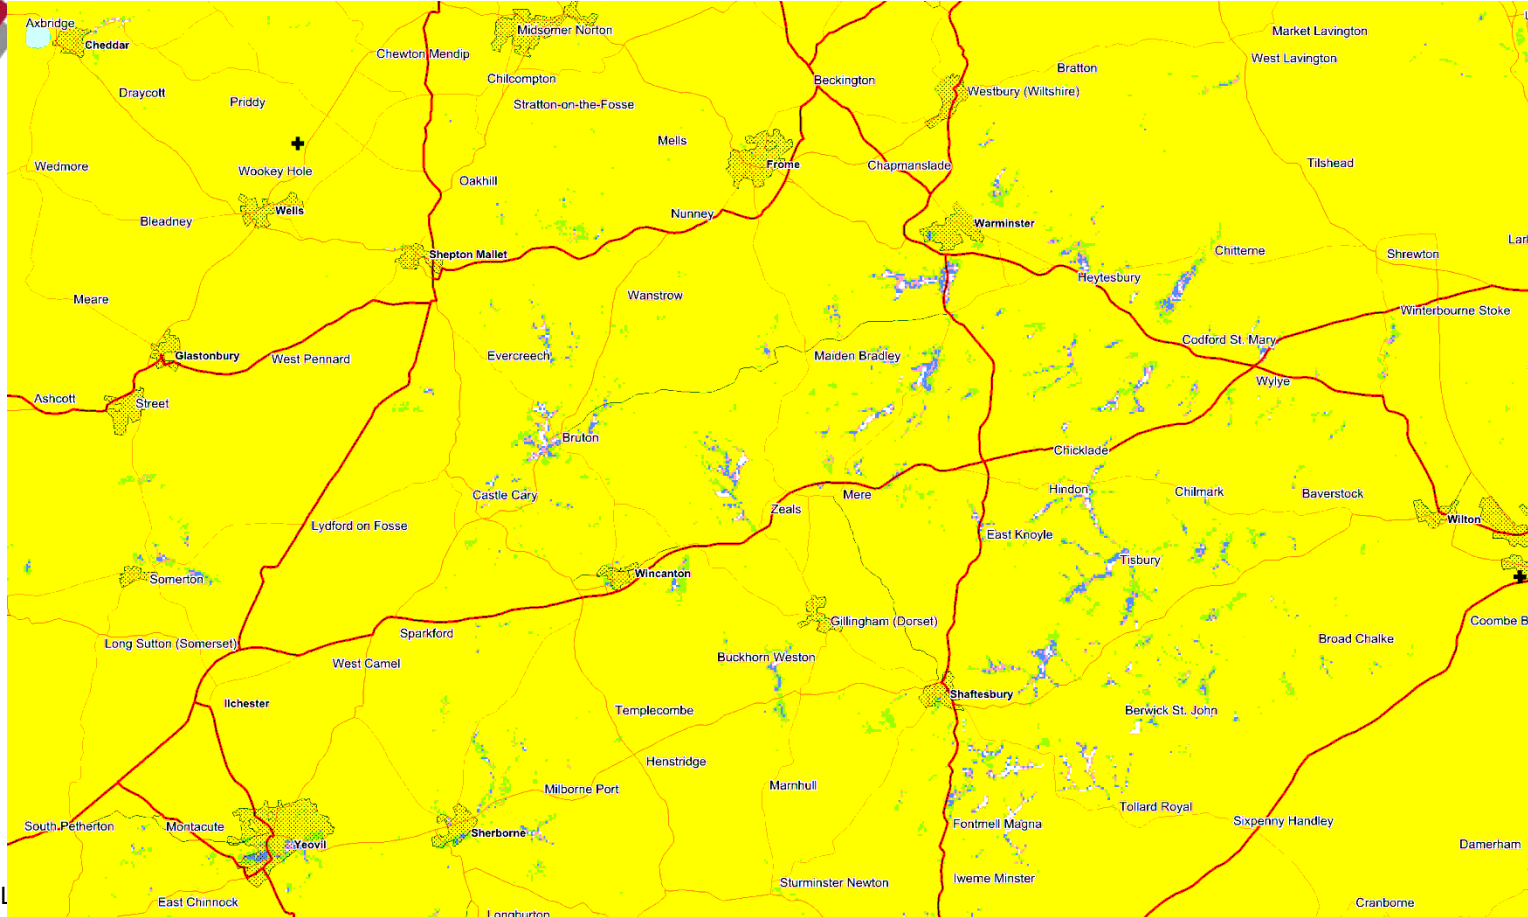 Axbridge
Cheddar
Midsomer Norton
Market Lavington
Chewton Mendip
West Lavington
Bratton
Chilcompton
Beckington
Draycott
Priddy
Stratton-on-the-Fosse
Westbury (Wiltshire)
Mells
Wedmore
Wookey Hole
Frome
Chapmanslade
Tilshead
Oakhill
Bleadney
Wells
Nunney
Warminster
Shepton Mallet
Chitterne
Shrewton
Heytesbury
Meare
Wanstrow
Winterbourne Stoke
Glastonbury
West Pennard
Evercreech
Maiden Bradley
Codford St. Mary
Wylye
Ashcott
Street
Bruton
Chicklade
Castle Cary
Mere
Hindon
Chilmark
Baverstock
Zeals
Lydford on Fosse
Wilton
East Knoyle
Tisbury
Somerton
Wincanton
Gillingham (Dorset)
Coombe B
Long Sutton (Somerset)
Sparkford
Broad Chalke
West Camel
Buckhorn Weston
Ilchester
Shaftesbury
Templecombe
Berwick St. John
Henstridge
Milborne Port
Marnhull
Tollard Royal
South Petherton
Montacute
Sherborne
Fontmell Magna
Sixpenny Handley
Yeovil
Damerham
Sturminster Newton
Iweme Minster
East Chinnock
Cranborne
Longburton